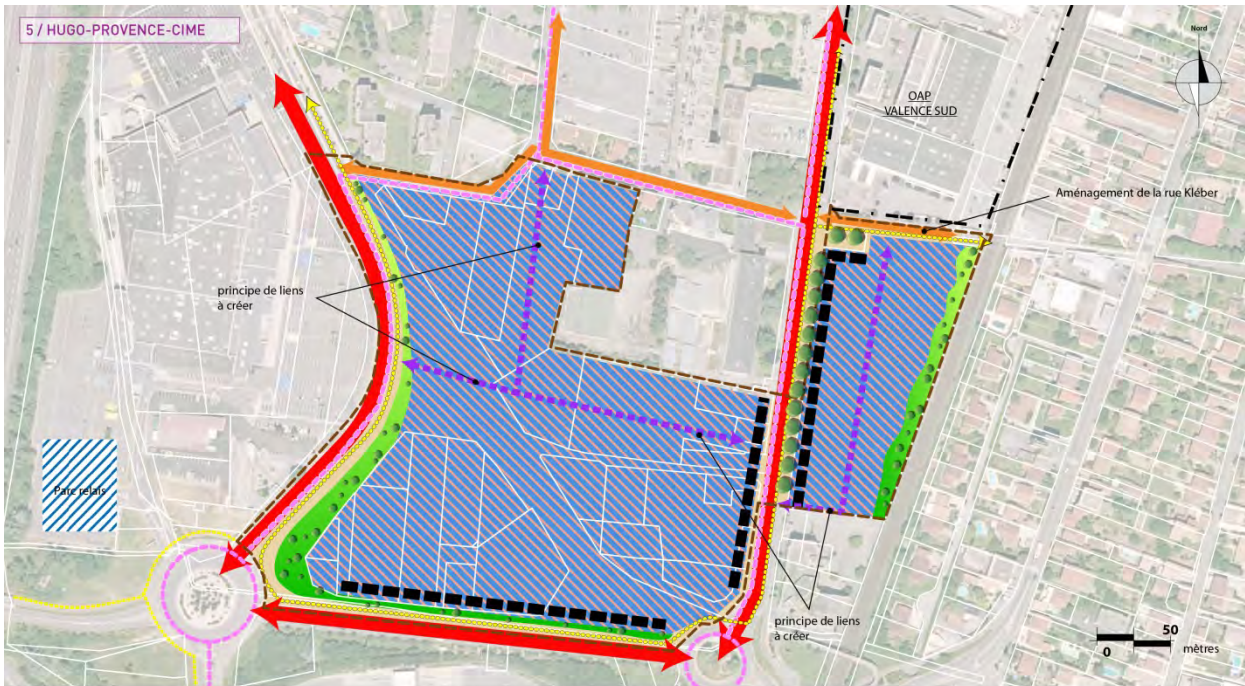 5 / HUGO-PROVENCE-CIME
Nord
OAP
VALENCE SUD
Aménagement de la rue Kléber
principe de liens
à créer
Parc relais
principe de liens
à créer
50
0
mètres